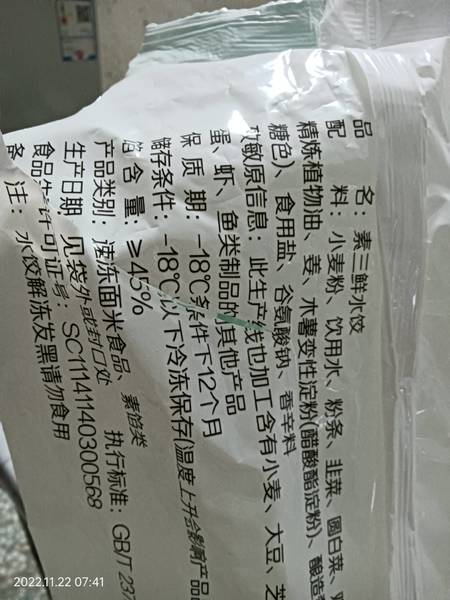 品 名：素三鲜水饺
配 料：小麦粉、饮用水、粉条、韭菜、圆白菜、
精炼植物油、姜、木薯变性淀粉(醋酸酯淀粉)、酿造
糖色)、食用盐、谷氨酸钠、香辛料
致敏原信息：此生产线也加工含有小麦、大豆、芝
蛋、虾、鱼类制品的其他产品
保 质 期：-18℃条件下12个月
储存条件：-18℃以下冷冻保存(温度上升会影响产品
馅含量：≥45%
产品类别：速冻面米食品、素馅类 执行标准：GB/T 237
生产日期 见袋外或封口处
食品生产许可证号：SC11141140300568
备 注：水饺解冻发黑请勿食用
2022.11.22 07:41